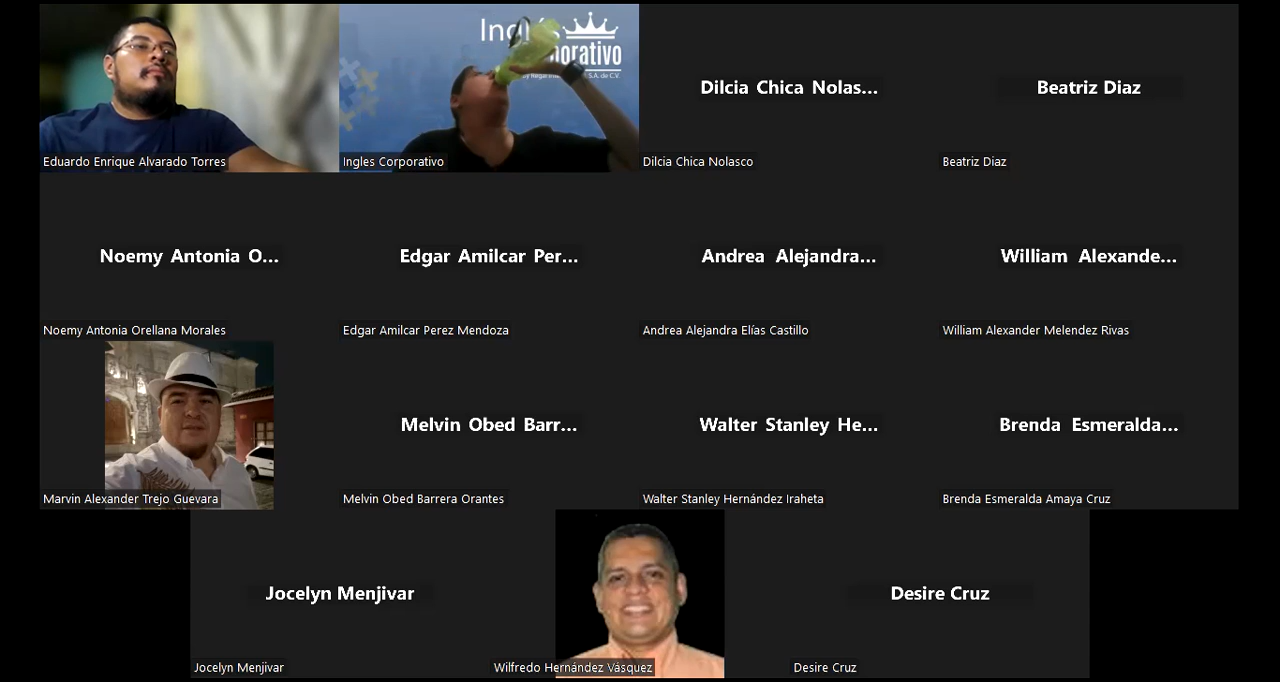 Inglés
porativo
S.A. de C.V.
Eduardo Enrique Alvarado Torres
Ingles Corporativo
Dilcia Chica Nolas...
Dilcia Chica Nolasco
Beatriz Diaz
Beatriz Diaz
Noemy Antonia O...
Noemy Antonia Orellana Morales
Edgar Amilcar Per...
Edgar Amilcar Perez Mendoza
Andrea Alejandra...
Andrea Alejandra Elías Castillo
William Alexande...
William Alexander Melendez Rivas
Marvin Alexander Trejo Guevara
Melvin Obed Barr...
Melvin Obed Barrera Orantes
Walter Stanley He...
Walter Stanley Hernández Iraheta
Brenda Esmeralda...
Brenda Esmeralda Amaya Cruz
Jocelyn Menjivar
Jocelyn Menjivar
Wilfredo Hernández Vásquez
Desire Cruz
Desire Cruz